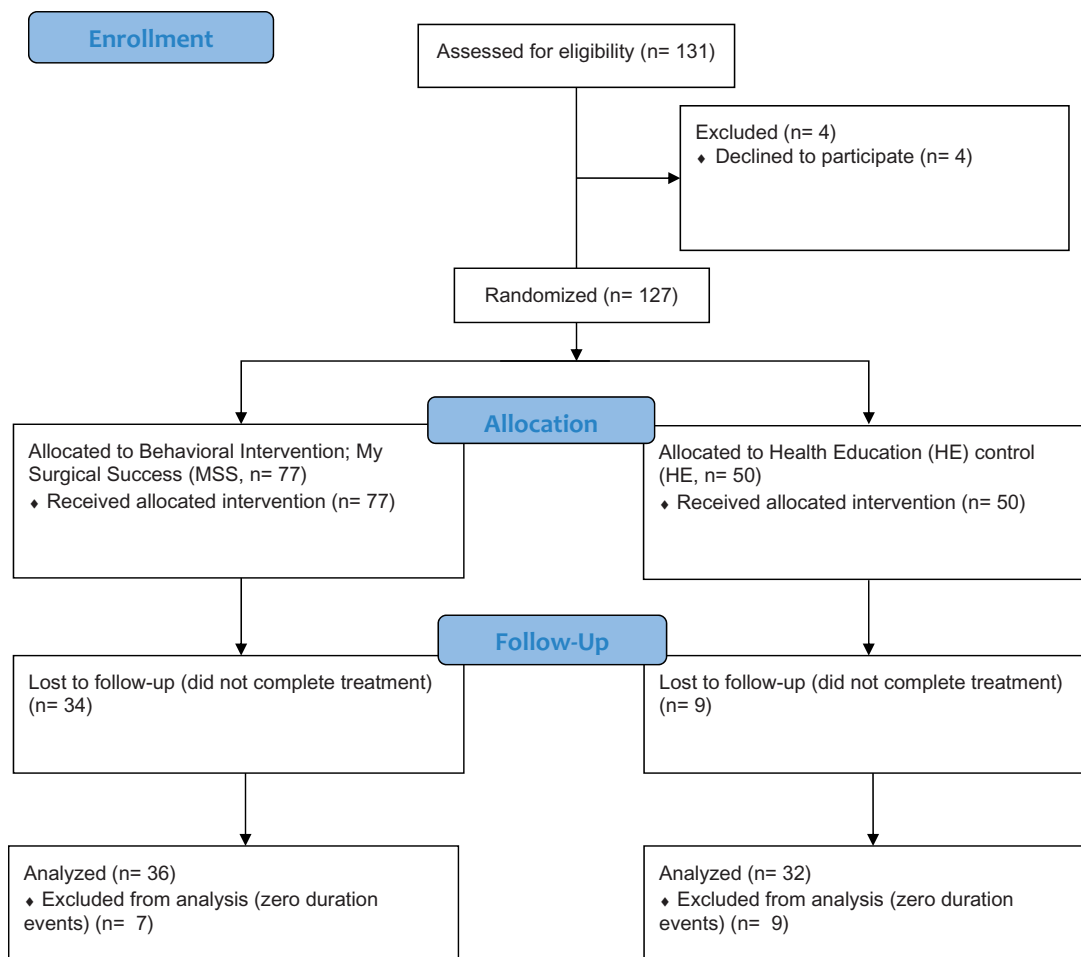 Enrollment
Assessed for eligibility (n= 131)
Excluded (n= 4)
♦ Declined to participate (n= 4)
Randomized (n= 127)
Allocation
Allocated to Behavioral Intervention; My
Surgical Success (MSS, n= 77)
♦ Received allocated intervention (n= 77)
Allocated to Health Education (HE) control
(HE, n= 50)
♦ Received allocated intervention (n= 50)
Follow-Up
Lost to follow-up (did not complete treatment)
(n= 34)
Lost to follow-up (did not complete treatment)
(n= 9)
Analyzed (n= 36)
♦ Excluded from analysis (zero duration
events) (n= 7)
Analyzed (n= 32)
♦ Excluded from analysis (zero duration
events) (n= 9)